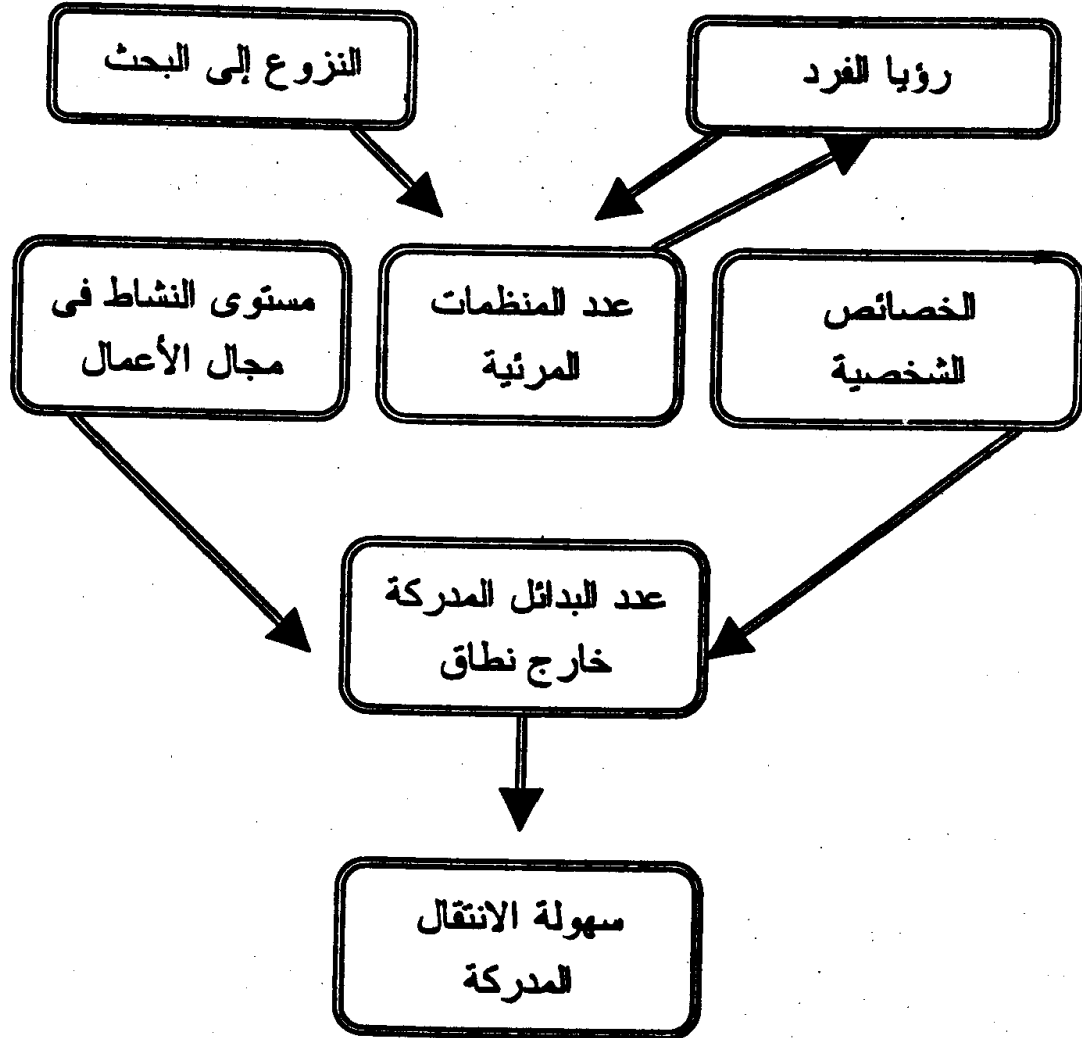 رؤيا الفرد
النزوع إلى البحث
الخصائص
الشخصية
عدد المنظمات
المرئية
مستوى النشاط فى
مجال الأعمال
عدد البدائل المدركة
خارج نطاق
سهولة الانتقال
المدركة